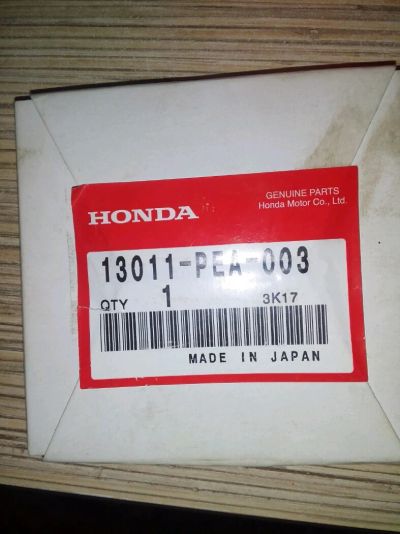 GENUINE PARTS
HONDA Honda Motor Co., Ltd.
13011-PEA-003
QTY 1 3K17
MADE IN JAPAN